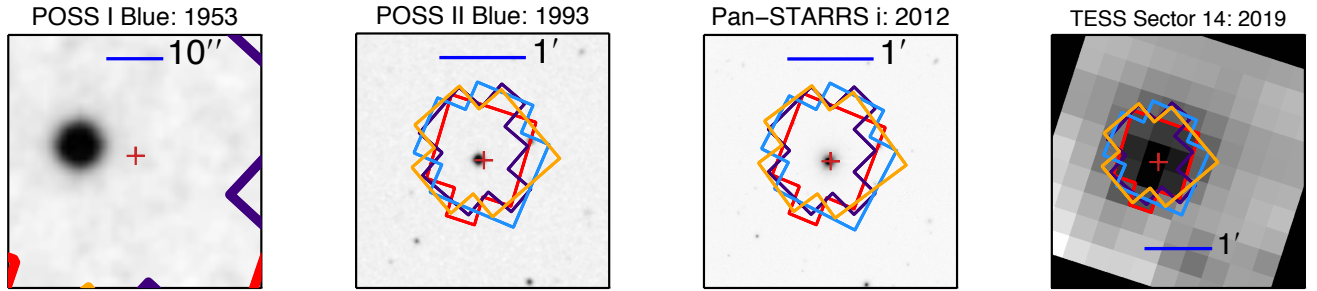 POSS I Blue: 1953
POSS II Blue: 1993
Pan−STARRS i: 2012
TESS Sector 14: 2019
10′′
1′
1′
1′